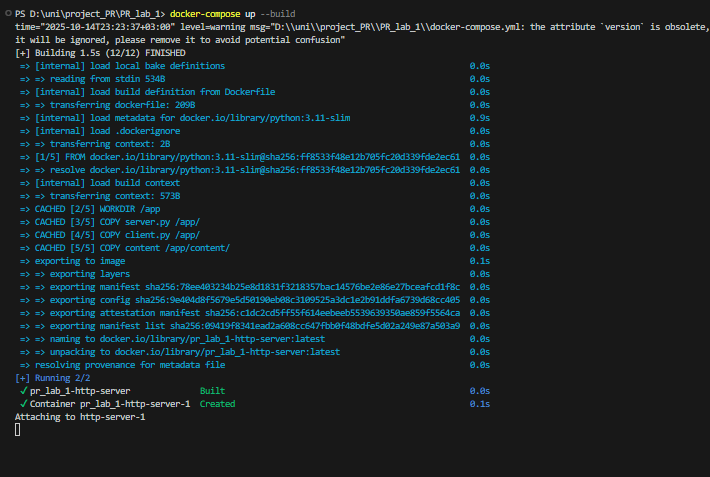 PS D:\uni\project_PR\PR_lab_1> docker-compose up --build
time="2025-10-14T23:23:37+03:00" level=warning msg="D:\\uni\\project_PR\\PR_lab_1\\docker-compose.yml: the attribute `version` is obsolete,
it will be ignored, please remove it to avoid potential confusion"
[+] Building 1.5s (12/12) FINISHED
=> [internal] load local bake definitions 0.0s
=> => reading from stdin 534B 0.0s
=> [internal] load build definition from Dockerfile 0.0s
=> => transferring dockerfile: 209B 0.0s
=> [internal] load metadata for docker.io/library/python:3.11-slim 0.9s
=> [internal] load .dockerignore 0.0s
=> => transferring context: 2B 0.0s
=> [1/5] FROM docker.io/library/python:3.11-slim@sha256:ff8533f48e12b705fc20d339fde2ec61 0.0s
=> => resolve docker.io/library/python:3.11-slim@sha256:ff8533f48e12b705fc20d339fde2ec61 0.0s
=> [internal] load build context 0.0s
=> => transferring context: 573B 0.0s
=> CACHED [2/5] WORKDIR /app 0.0s
=> CACHED [3/5] COPY server.py /app/ 0.0s
=> CACHED [4/5] COPY client.py /app/ 0.0s
=> CACHED [5/5] COPY content /app/content/ 0.0s
=> exporting to image 0.1s
=> => exporting layers 0.0s
=> => exporting manifest sha256:78ee403234b25e8d1831f3218357bac14576be2e86e27bceafcd1f8c 0.0s
=> => exporting config sha256:9e404d8f5679e5d50190eb08c3109525a3dc1e2b91ddfa6739d68cc405 0.0s
=> => exporting attestation manifest sha256:c1dc2cd5ff55f614eebeeb5539639350ae859f5564ca 0.0s
=> => exporting manifest list sha256:09419f8341ead2a608cc647fbb0f48bdfe5d02a249e87a503a9 0.0s
=> => naming to docker.io/library/pr_lab_1-http-server:latest 0.0s
=> => unpacking to docker.io/library/pr_lab_1-http-server:latest 0.0s
=> resolving provenance for metadata file 0.0s
[+] Running 2/2
✔ pr_lab_1-http-server Built 0.0s
✔ Container pr_lab_1-http-server-1 Created 0.1s
Attaching to http-server-1